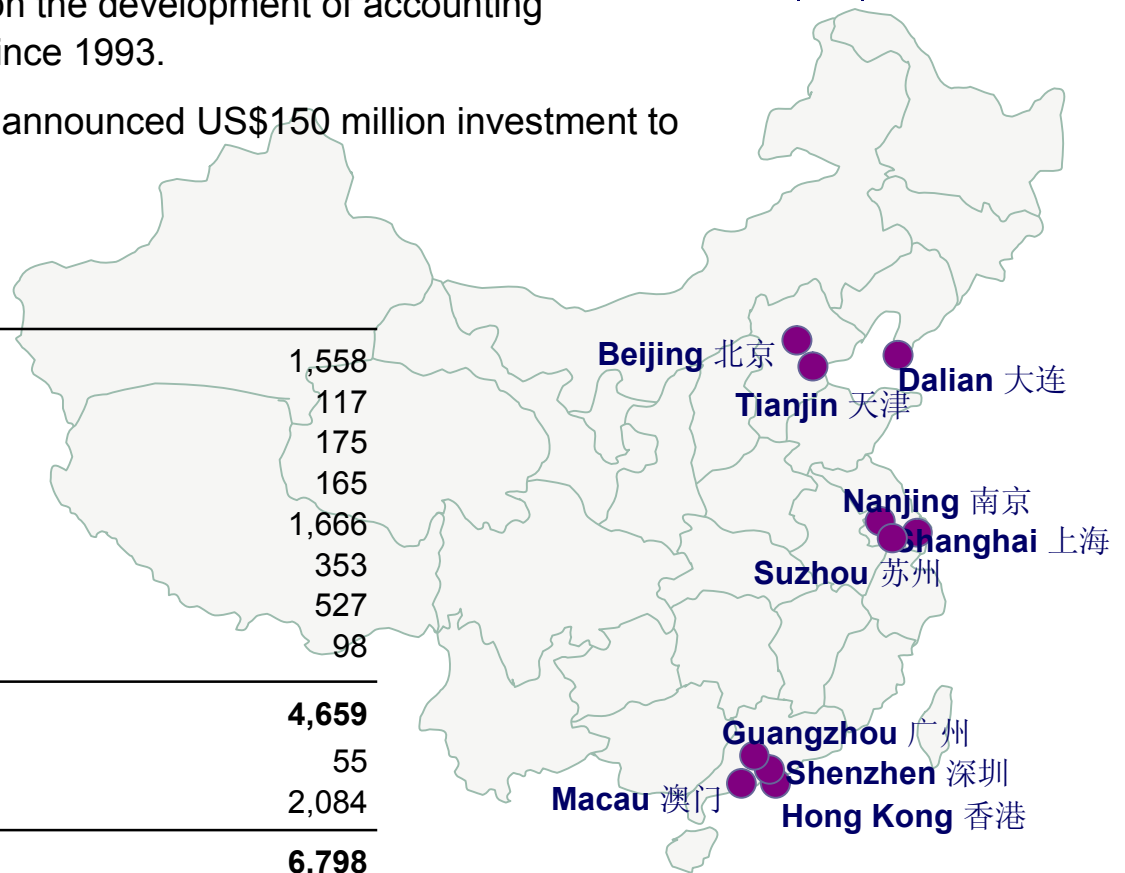 on the development of accounting
since 1993.
announced US$150 million investment to
1,558
117
175
165
1,666
353
527
98
4,659
55
2,084
6,798
Beijing 北京
Dalian 大连
Tianjin 天津
Nanjing 南京
Shanghai 上海
Suzhou 苏州
Guangzhou 广州
Shenzhen 深圳
Macau 澳门
Hong Kong 香港